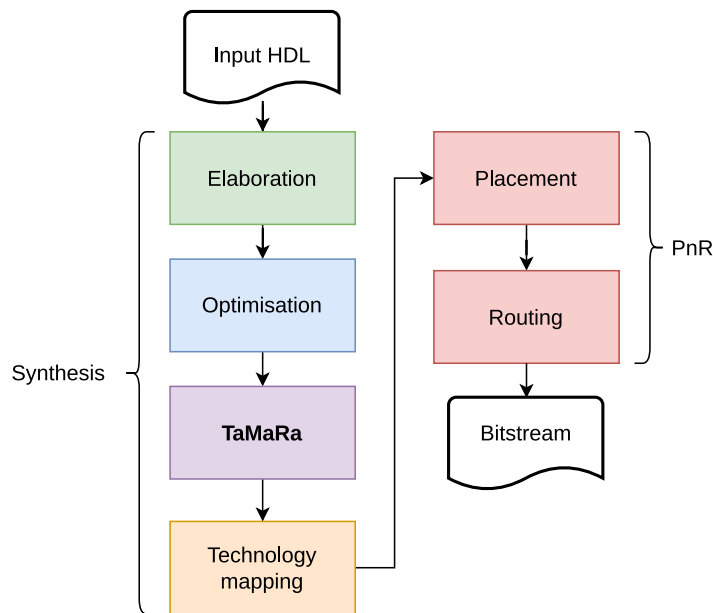 Input HDL
Elaboration
Optimisation
Synthesis
TaMaRa
Technology
mapping
Placement
PnR
Routing
Bitstream